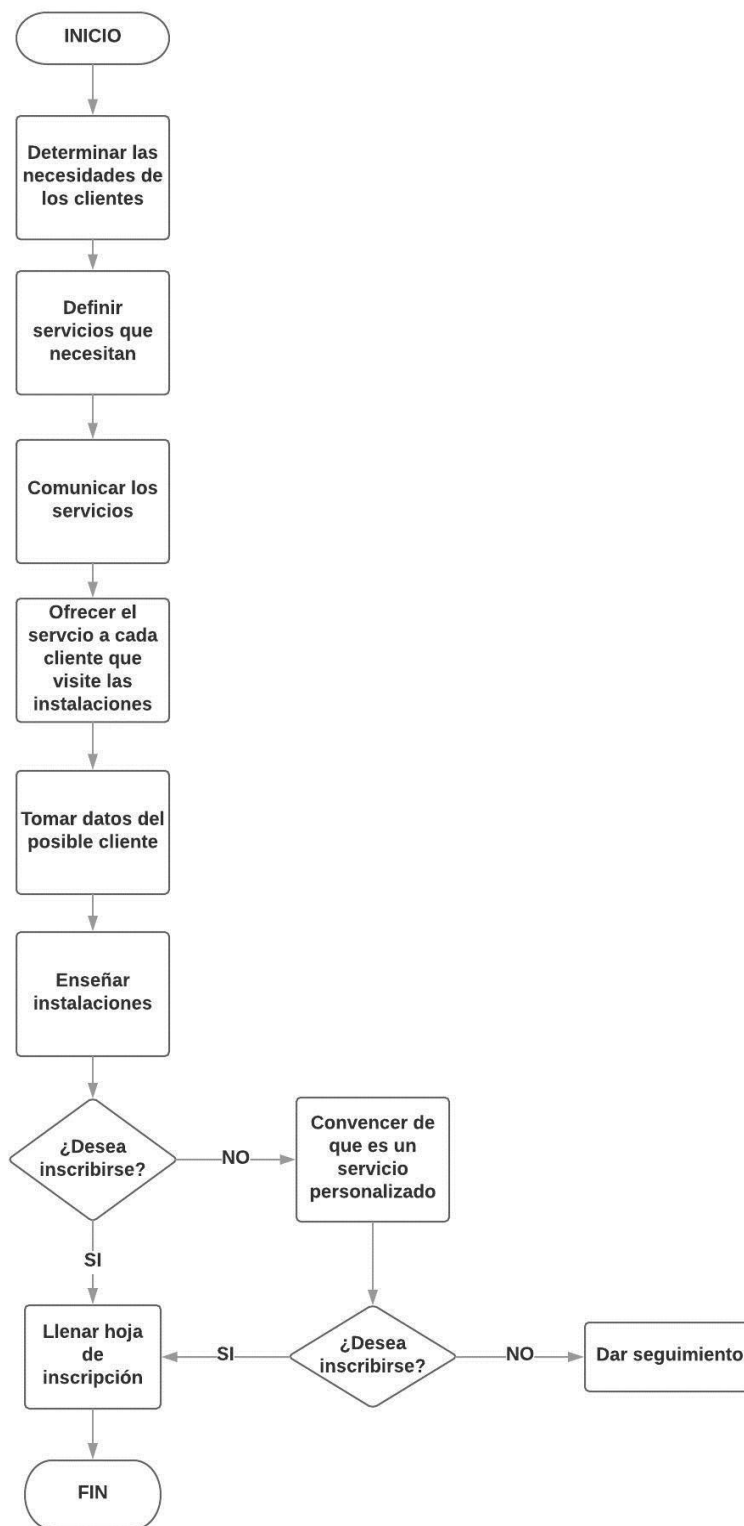 INICIO
Determinar las
necesidades de
los clientes
Definir
servicios que
necesitan
Comunicar los
servicios
Ofrecer el
servcio a cada
cliente que
visite las
instalaciones
Tomar datos del
posible cliente
Enseñar
instalaciones
¿Desea
inscribirse?
NO
Convencer de
que es un
servicio
personalizado
SI
Llenar hoja
de
inscripción
SI
¿Desea
inscribirse?
NO
Dar seguimiento
FIN